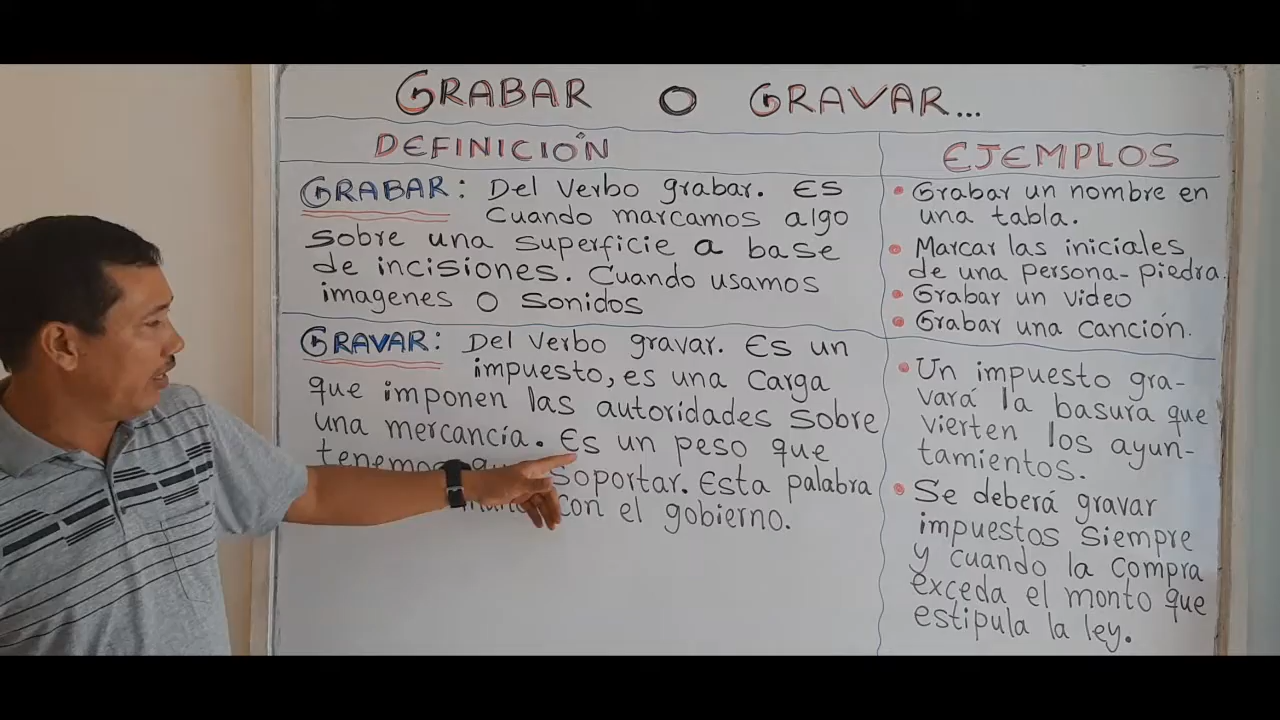 GRABAR O GRAVAR...
DEFINICIÓN
GRABAR: Del verbo grabar. Es
cuando marcamos algo
sobre una superficie a base
de incisiones. Cuando usamos
imagenes o sonidos
GRAVAR: Del verbo gravar. Es un
impuesto, es una carga
que imponen las autoridades sobre
una mercancía. Es un peso que
tenemos soportar. Esta palabra
con el gobierno.
EJEMPLOS
• Grabar un nombre en
una tabla.
• Marcar las iniciales
de una persona-piedra.
• Grabar un video
• Grabar una canción.
• Un impuesto gra-
vará la basura que
vierten los ayun-
tamientos.
• Se deberá gravar
impuestos siempre
y cuando la compra
exceda el monto que
estipula la ley.